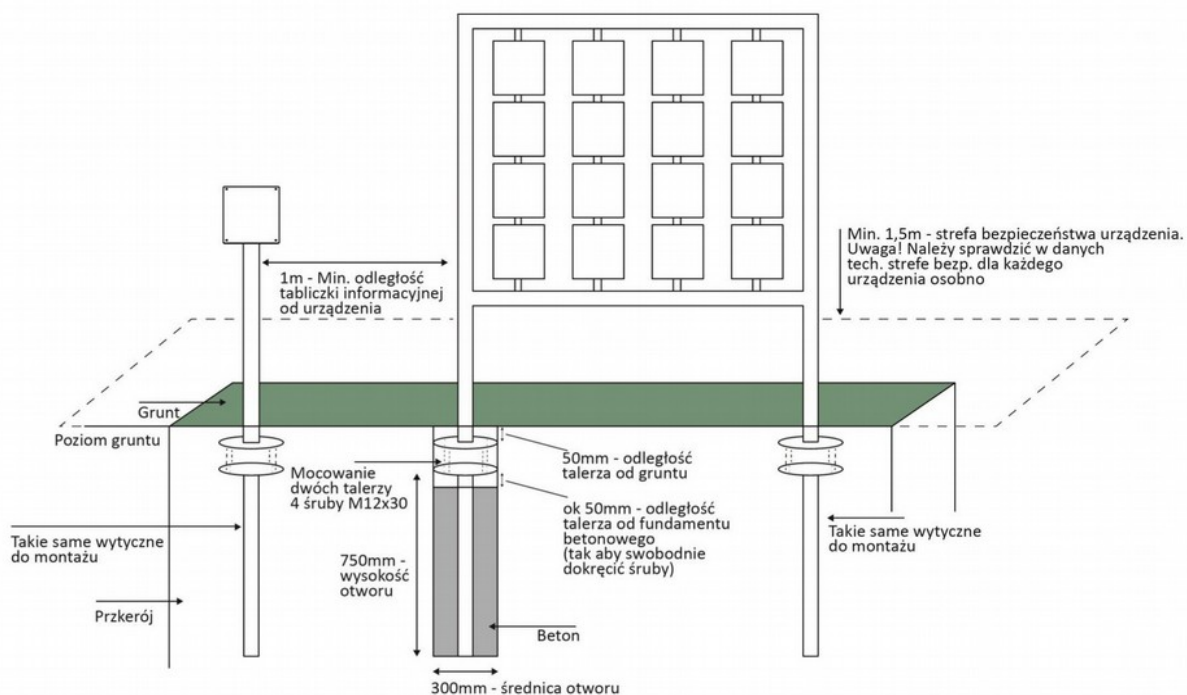 Min. 1,5m - strefa bezpieczeństwa urządzenia.
Uwaga! Należy sprawdzić w danych
tech. strefe bezp. dla każdego
urządzenia osobno
1m - Min. odległość
tabliczki informacyjnej
od urządzenia
Grunt
Poziom gruntu
Mocowanie
dwóch talerzy
4 śruby M12x30
50mm - odległość
talerza od gruntu
ok 50mm - odległość
talerza od fundamentu
betonowego
(tak aby swobodnie
dokręcić śruby)
Takie same wytyczne
do montażu
Takie same wytyczne
do montażu
750mm -
wysokość
otworu
Przkerój
Beton
300mm - średnica otworu